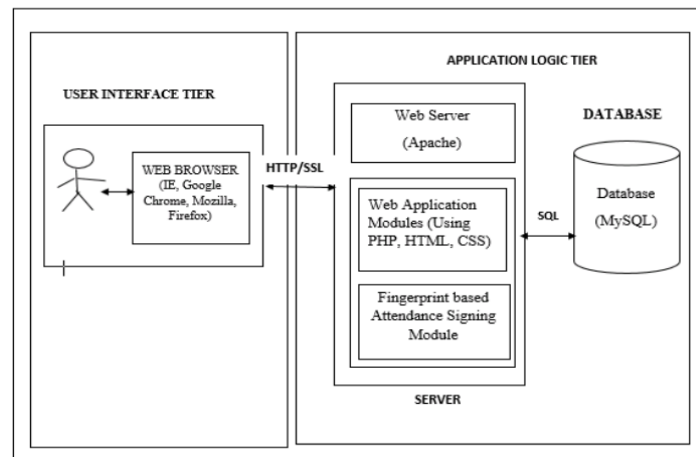 USER INTERFACE TIER
WEB BROWSER
(IE, Google
Chrome, Mozilla,
Firefox)
HTTP/SSL
APPLICATION LOGIC TIER
Web Server
(Apache)
Web Application
Modules (Using
PHP, HTML, CSS)
Fingerprint based
Attendance Signing
Module
SERVER
SQL
DATABASE
Database
(MySQL)